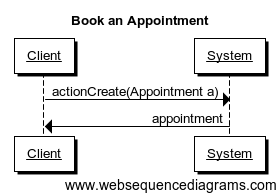 Book an Appointment
Client System
actionCreate(Appointment a)
appointment
Client System
www.websequencediagrams.com